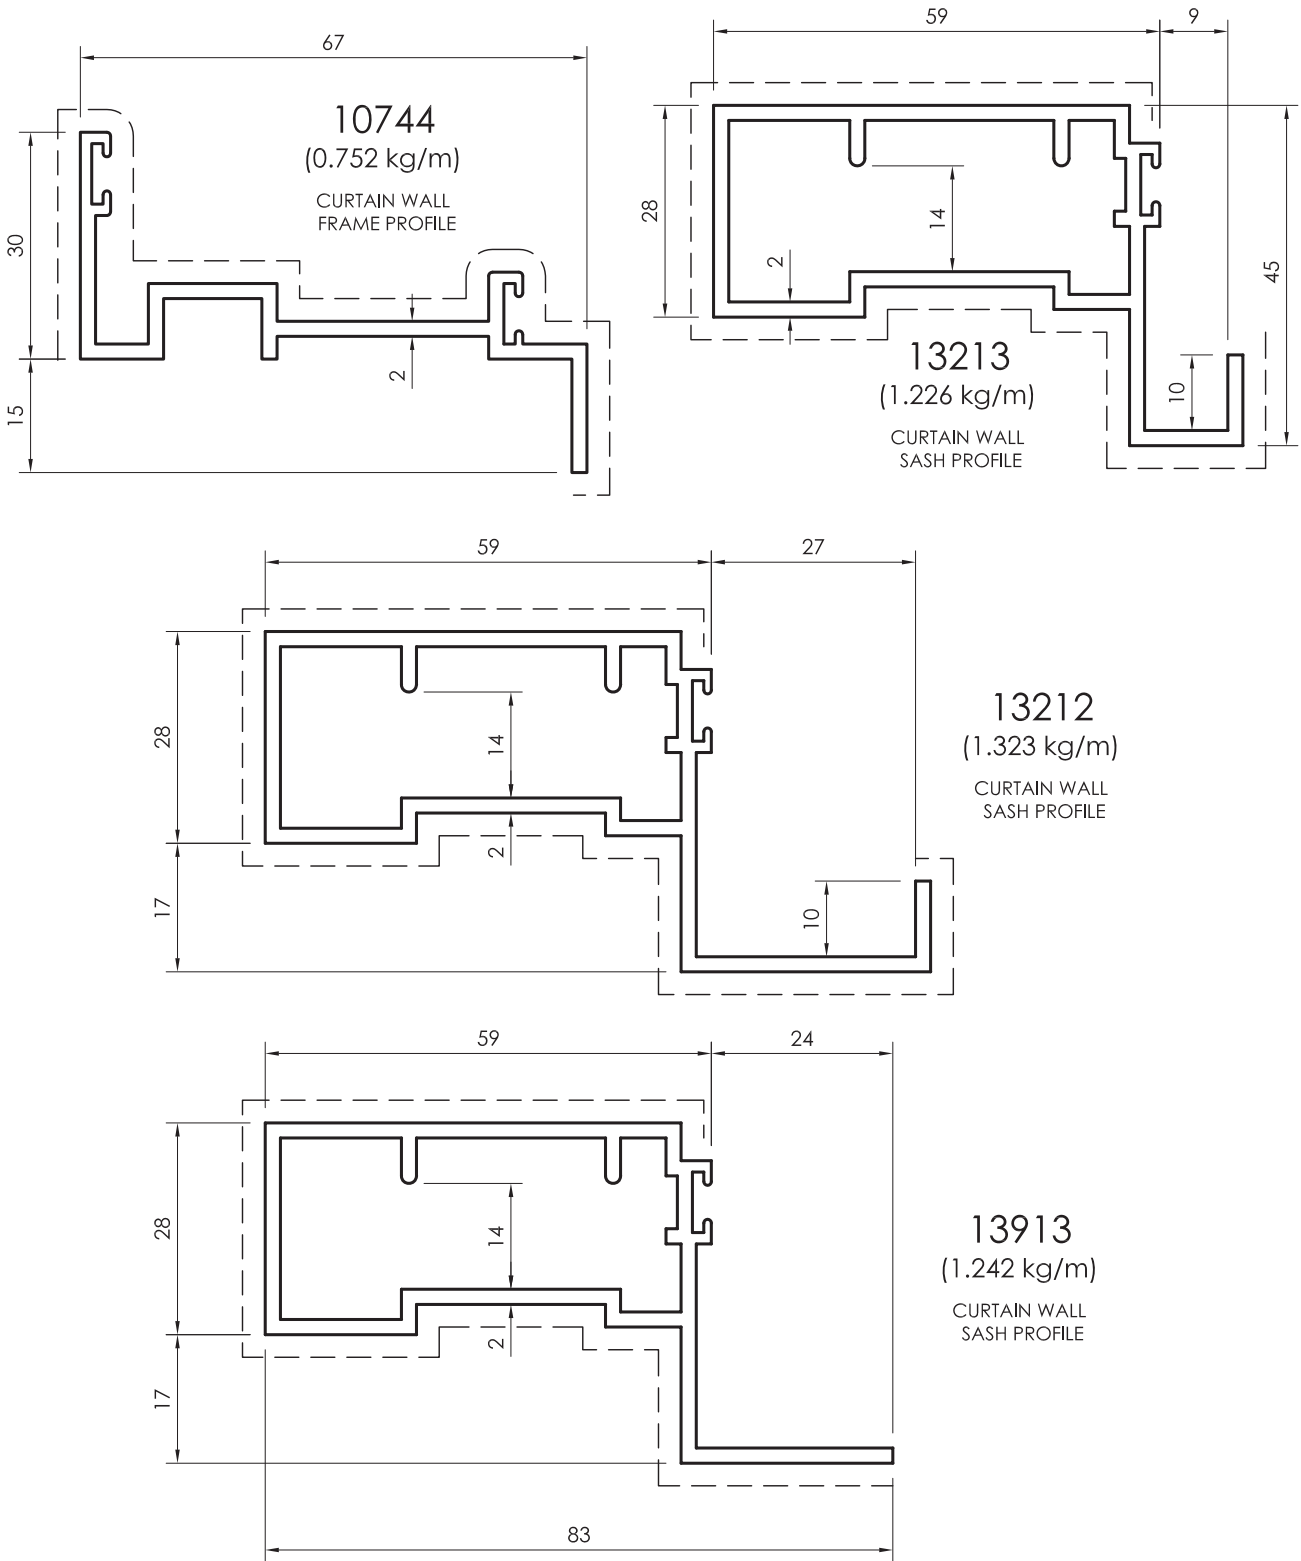 67
10744
(0.752 kg/m)
CURTAIN WALL
FRAME PROFILE
30
15
2
59
9
28
14
2
45
10
13213
(1.226 kg/m)
CURTAIN WALL
SASH PROFILE
59
27
28
14
2
17
10
13212
(1.323 kg/m)
CURTAIN WALL
SASH PROFILE
59
24
28
14
2
17
83
13913
(1.242 kg/m)
CURTAIN WALL
SASH PROFILE